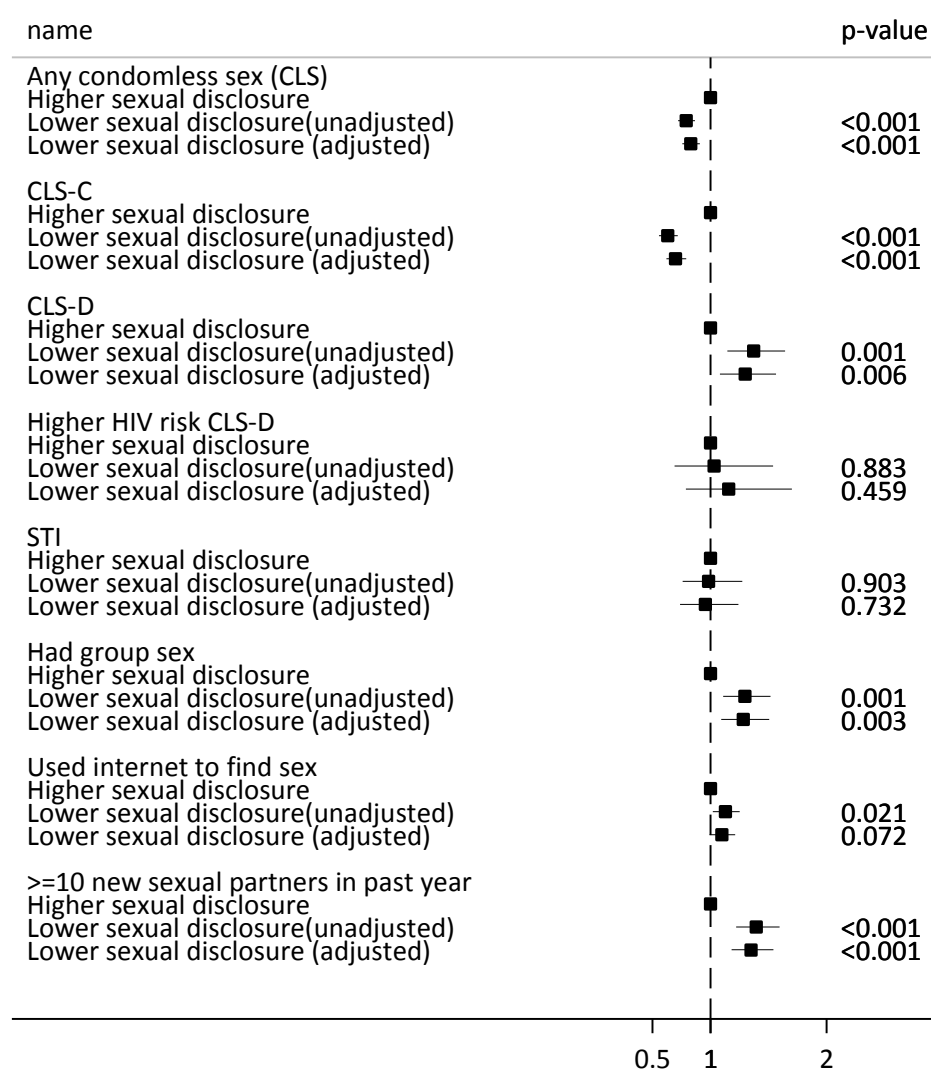 name p-value
Any condomless sex (CLS)
Higher sexual disclosure
Lower sexual disclosure(unadjusted) <0.001
Lower sexual disclosure (adjusted) <0.001
CLS-C
Higher sexual disclosure
Lower sexual disclosure(unadjusted) <0.001
Lower sexual disclosure (adjusted) <0.001
CLS-D
Higher sexual disclosure
Lower sexual disclosure(unadjusted) 0.001
Lower sexual disclosure (adjusted) 0.006
Higher HIV risk CLS-D
Higher sexual disclosure
Lower sexual disclosure(unadjusted) 0.883
Lower sexual disclosure (adjusted) 0.459
STI
Higher sexual disclosure
Lower sexual disclosure(unadjusted) 0.903
Lower sexual disclosure (adjusted) 0.732
Had group sex
Higher sexual disclosure
Lower sexual disclosure(unadjusted) 0.001
Lower sexual disclosure (adjusted) 0.003
Used internet to find sex
Higher sexual disclosure
Lower sexual disclosure(unadjusted) 0.021
Lower sexual disclosure (adjusted) 0.072
>=10 new sexual partners in past year
Higher sexual disclosure
Lower sexual disclosure(unadjusted) <0.001
Lower sexual disclosure (adjusted) <0.001
0.5 1 2